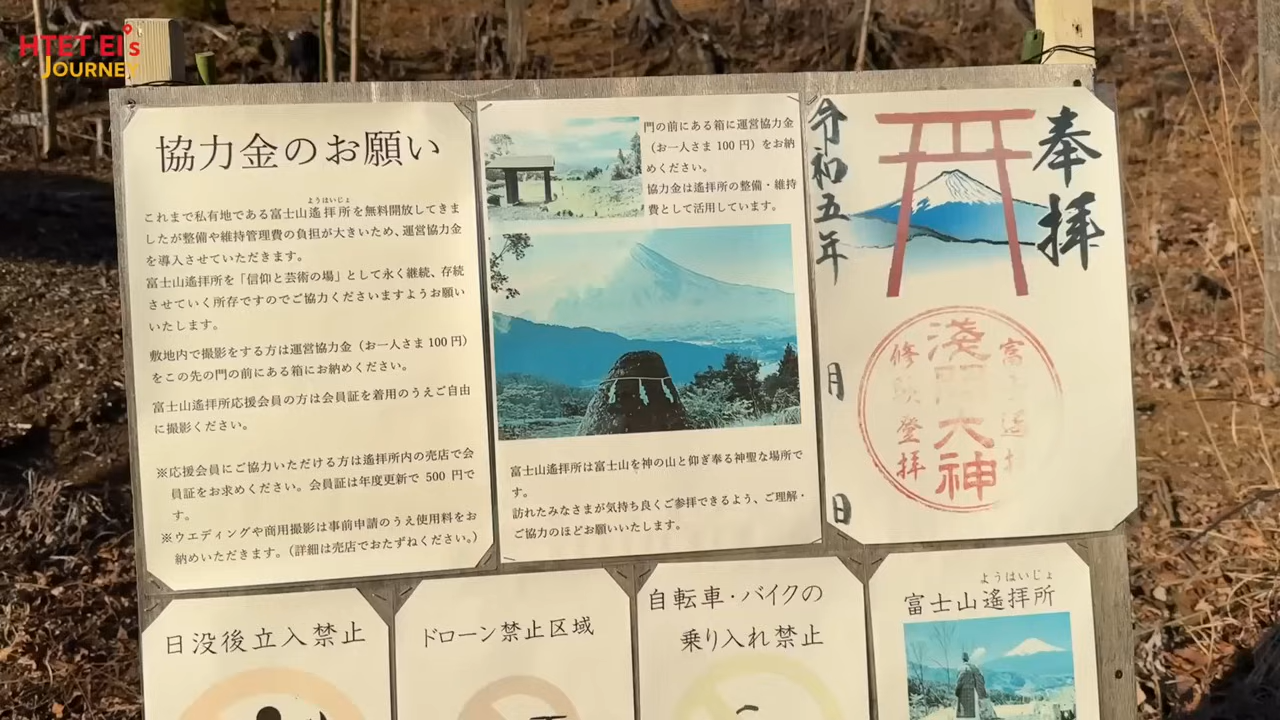 HTET EI's
JOURNEY
協力金のお願い
ようはいじょ
これまで私有地である富士山遙拝所を無料開放してきま
したが整備や維持管理費の負担が大きいため、運営協力金
を導入させていただきます。
富士山遙拝所を「信仰と芸術の場」として永く継続、存続
させていく所存ですのでご協力くださいますようお願い
いたします。
敷地内で撮影をする方は運営協力金（お一人さま 100 円）
をこの先の門の前にある箱にお納めください。
富士山遙拝所応援会員の方は会員証を着用のうえご自由
に撮影ください。
※応援会員にご協力いただける方は遙拝所内の売店で会
員証をお求めください。会員証は年度更新で 500 円で
す。
※ウエディングや商用撮影は事前申請のうえ使用料をお
納めいただきます。（詳細は売店でおたずねください。）
門の前にある箱に運営協力金
（お一人さま 100 円）をお納
めください。
協力金は遙拝所の整備・維持
費として活用しています。
富士山遙拝所は富士山を神の山と仰ぎ奉る神聖な場所で
す。
訪れたみなさまが気持ち良くご参拝できるよう、ご理解・
ご協力のほどお願いいたします。
奉拝
令和五年 月 日
富士遥拝
淺間大神
修験登拝
日没後立入禁止
ドローン禁止区域
自転車・バイクの
乗り入れ禁止
ようはいじょ
富士山遙拝所